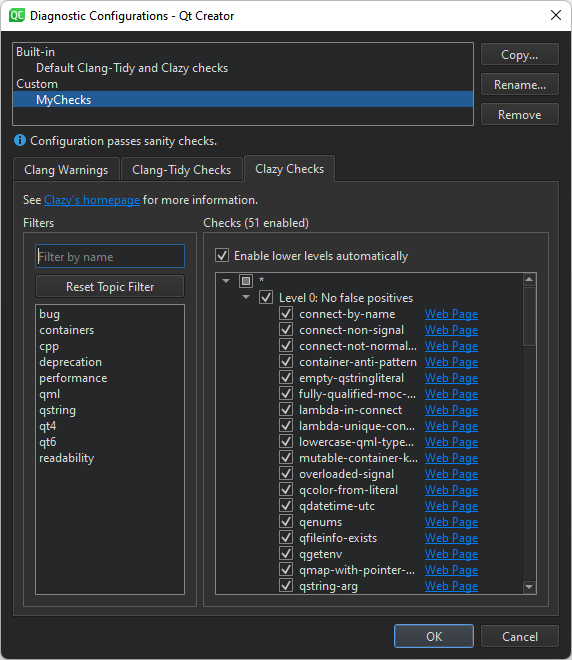 QC Diagnostic Configurations - Qt Creator
Built-in
Default Clang-Tidy and Clazy checks
Custom
MyChecks
Copy...
Rename...
Remove
Configuration passes sanity checks.
Clang Warnings Clang-Tidy Checks Clazy Checks
See Clazy's homepage for more information.
Filters
Filter by name
Reset Topic Filter
bug
containers
cpp
deprecation
performance
qml
qstring
qt4
qt6
readability
Checks (51 enabled)
Enable lower levels automatically
*
Level 0: No false positives
connect-by-name Web Page
connect-non-signal Web Page
connect-not-normal... Web Page
container-anti-pattern Web Page
empty-qstringliteral Web Page
fully-qualified-moc-... Web Page
lambda-in-connect Web Page
lambda-unique-con... Web Page
lowercase-qml-type... Web Page
mutable-container-k... Web Page
overloaded-signal Web Page
qcolor-from-literal Web Page
qdatetime-utc Web Page
qenums Web Page
qfileinfo-exists Web Page
qgetenv Web Page
qmap-with-pointer-... Web Page
qstring-arg Web Page
OK
Cancel